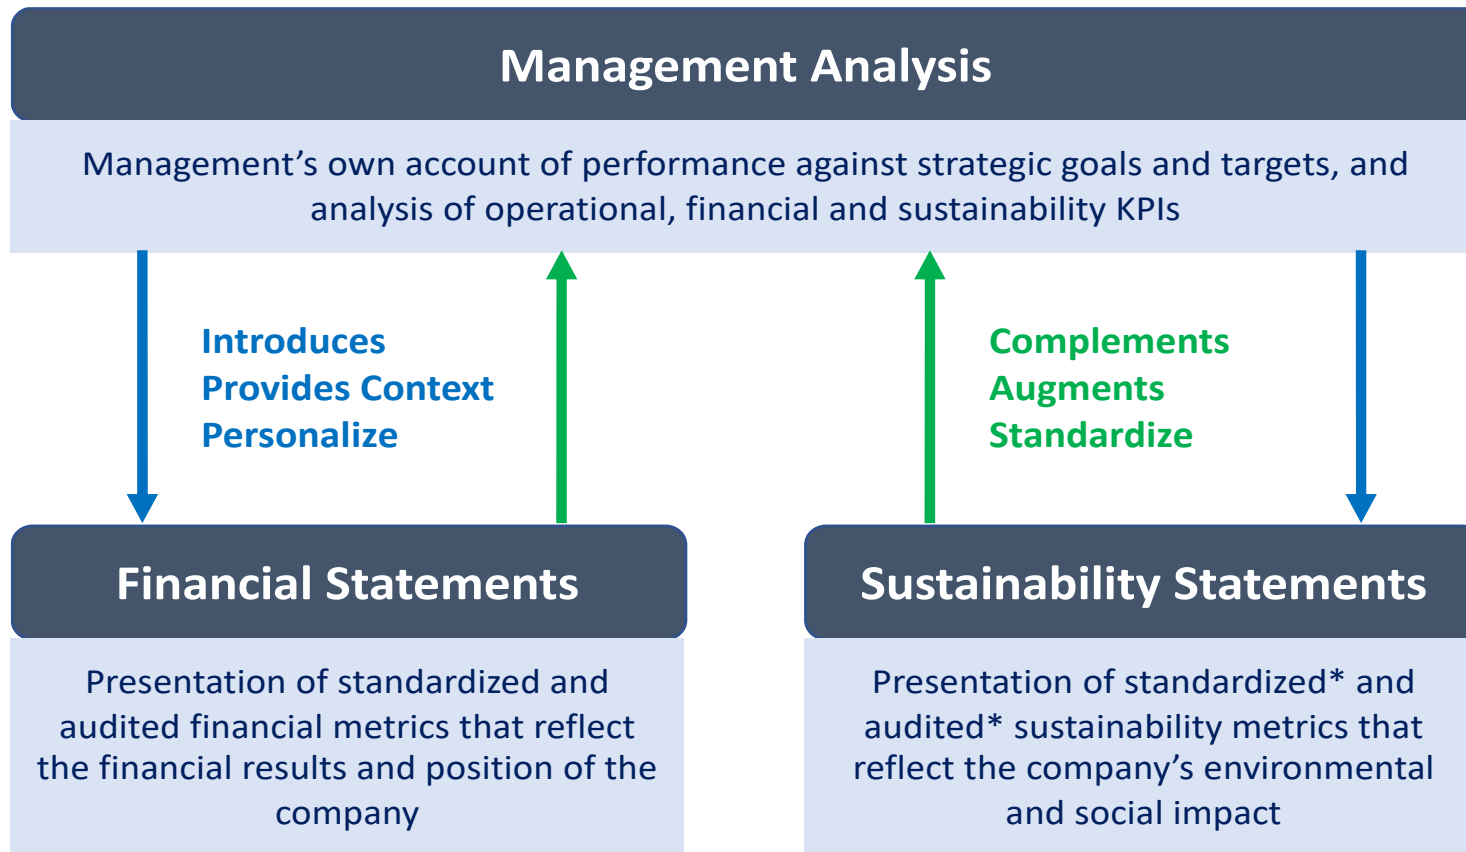 Management Analysis
Management’s own account of performance against strategic goals and targets, and
analysis of operational, financial and sustainability KPIs
Introduces
Provides Context
Personalize
Complements
Augments
Standardize
Financial Statements
Presentation of standardized and
audited financial metrics that reflect
the financial results and position of the
company
Sustainability Statements
Presentation of standardized* and
audited* sustainability metrics that
reflect the company’s environmental
and social impact